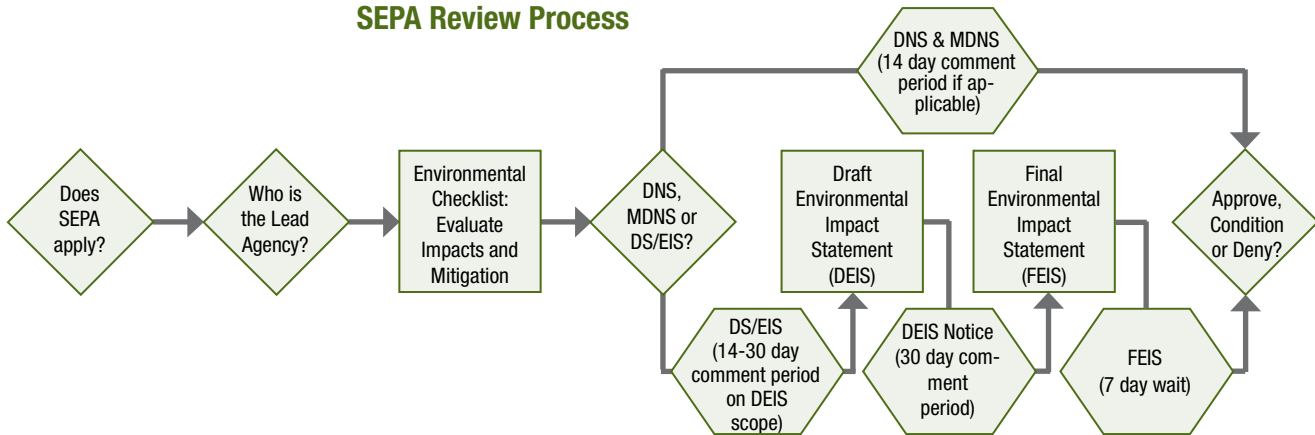 SEPA Review Process
Does
SEPA
apply?
Who is
the Lead
Agency?
Environmental
Checklist:
Evaluate
Impacts and
Mitigation
DNS,
MDNS or
DS/EIS?
DNS & MDNS
(14 day comment
period if ap-
plicable)
DS/EIS
(14-30 day
comment period
on DEIS
scope)
Draft
Environmental
Impact
Statement
(DEIS)
DEIS Notice
(30 day com-
ment
period)
Final
Environmental
Impact
Statement
(FEIS)
FEIS
(7 day wait)
Approve,
Condition
or Deny?